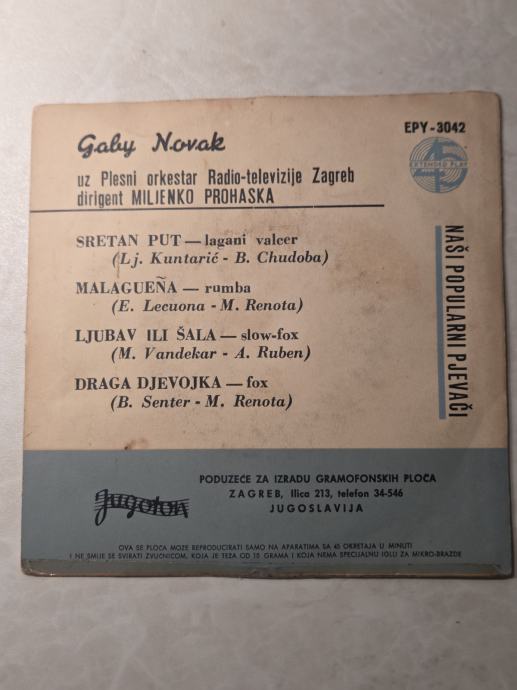 Gaby Novak
EPY-3042
45
EXTENDED PLAY
uz Plesni orkestar Radio-televizije Zagreb
dirigent MILJENKO PROHASKA
SRETAN PUT — lagani valcer
(Lj. Kuntarić - B. Chudoba)
MALAGUEÑA — rumba
(E. Lecuona - M. Renota)
LJUBAV ILI ŠALA — slow-fox
(M. Vandekar - A. Ruben)
DRAGA DJEVOJKA — fox
(B. Senter - M. Renota)
NAŠI POPULARNI PJEVAČI
Jugoton
PODUZEĆE ZA IZRADU GRAMOFONSKIH PLOČA
ZAGREB, Ilica 213, telefon 34-546
JUGOSLAVIJA
OVA SE PLOČA MOŽE REPRODUCIRATI SAMO NA APARATIMA SA 45 OKRETAJA U MINUTI
I NE SMIJE SE SVIRATI ZVUČNICOM, KOJA JE TEŽA OD 15 GRAMA I KOJA NEMA SPECIJALNU IGLU ZA MIKRO-BRAZDE